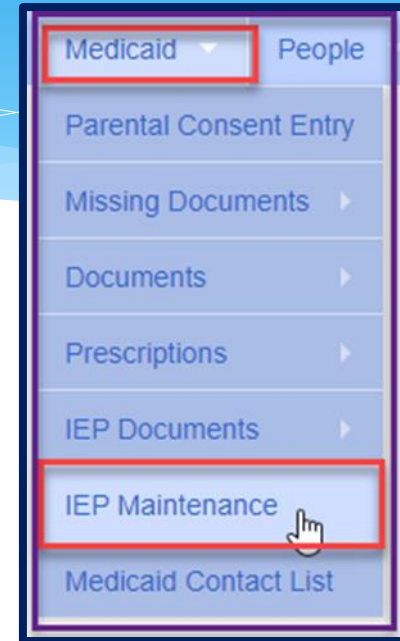 Medicaid People
Parental Consent Entry
Missing Documents
Documents
Prescriptions
IEP Documents
IEP Maintenance
Medicaid Contact List